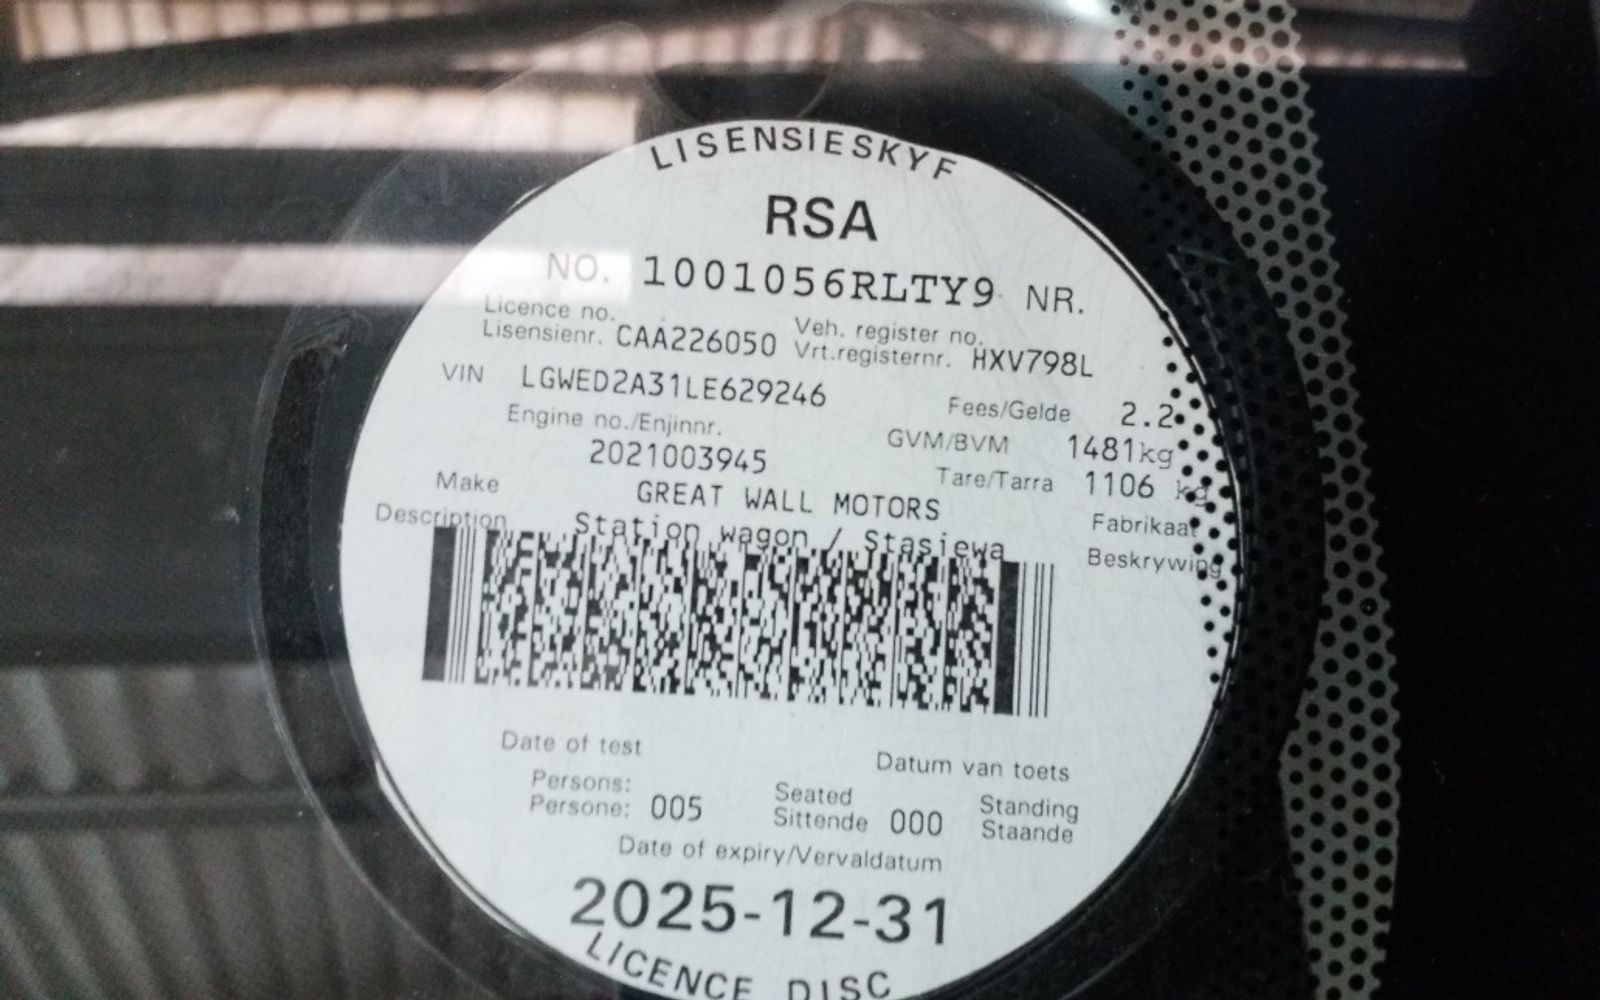 LISENSIESKYF
RSA
NO. 1001056RLTY9 NR.
Licence no.
Lisensienr. CAA226050
Veh. register no.
Vrt.registernr. HXV798L
VIN LGWED2A31LE629246
Fees/Gelde 2.2
Engine no./Enjinnr.
2021003945
GVM/BVM 1481kg
Tare/Tarra 1106 kg
Make GREAT WALL MOTORS Fabrikaat
Description Station wagon / Stasiewa Beskrywing
Date of test Datum van toets
Persons:
Persone: 005
Seated
Sittende 000
Standing
Staande
Date of expiry/Vervaldatum
2025-12-31
LICENCE DISC